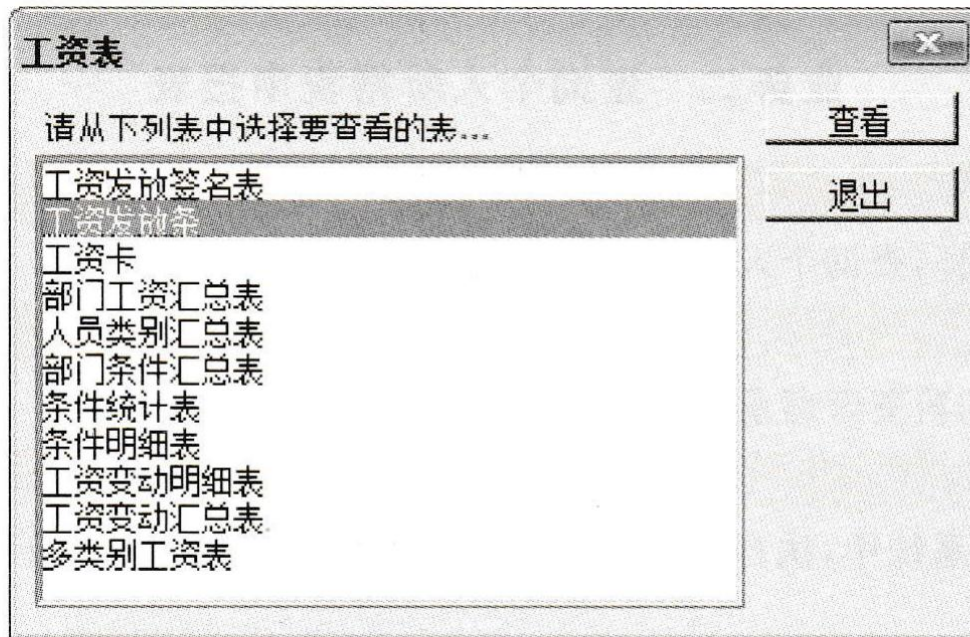 工资表
请从下列表中选择要查看的表...
查看
退出
工资发放签名表
工资发放条
工资卡
部门工资汇总表
人员类别汇总表
部门条件汇总表
条件统计表
条件明细表
工资变动明细表
工资变动汇总表
多类别工资表